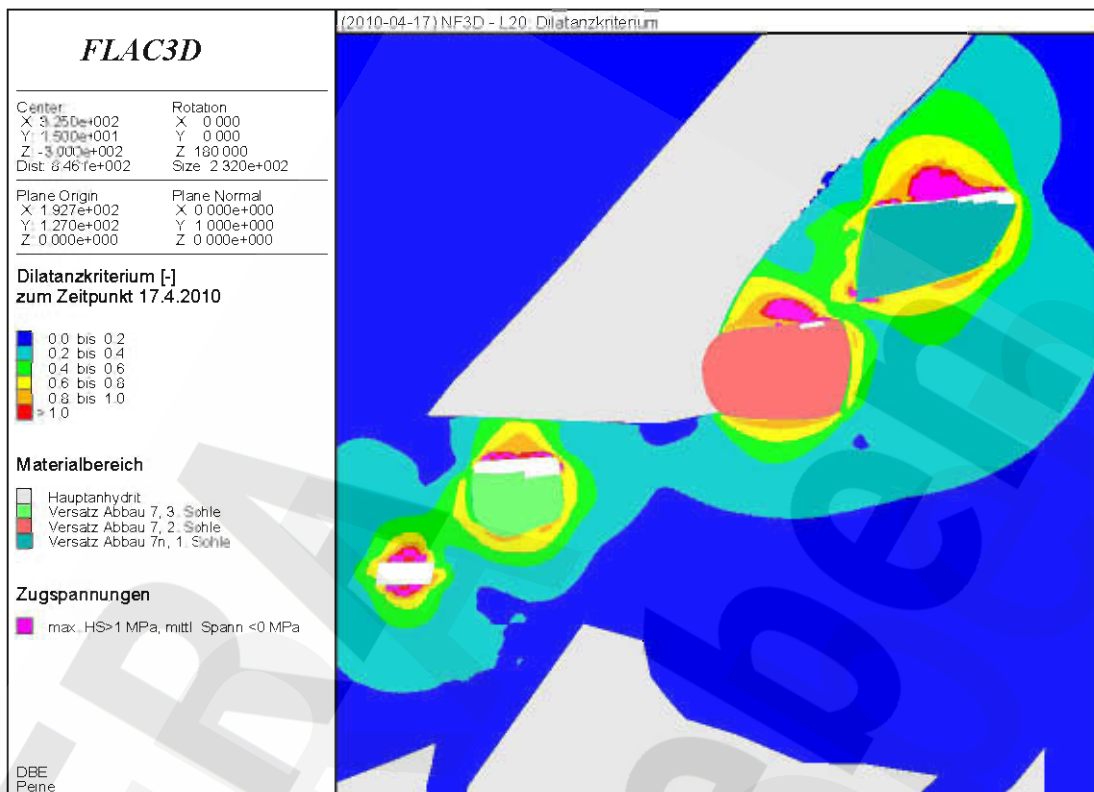 (2010-04-17) NF3D - L20: Dilatanzkriterium
FLAC3D
Center: Rotation
X: 3.250e+002 X: 0.000
Y: 1.500e+001 Y: 0.000
Z: -3.000e+002 Z: 180.000
Dist: 8.461e+002 Size: 2.320e+002
Plane Origin Plane Normal
X: 1.927e+002 X: 0.000e+000
Y: 1.270e+002 Y: 1.000e+000
Z: 0.000e+000 Z: 0.000e+000
Dilatanzkriterium [-]
zum Zeitpunkt 17.4.2010
0.0 bis 0.2
0.2 bis 0.4
0.4 bis 0.6
0.6 bis 0.8
0.8 bis 1.0
> 1.0
Materialbereich
Hauptanhydrit
Versatz Abbau 7, 3. Sohle
Versatz Abbau 7, 2. Sohle
Versatz Abbau 7n, 1. Sohle
Zugspannungen
max. HS>1 MPa, mittl. Spann.<0 MPa
DBE
Peine